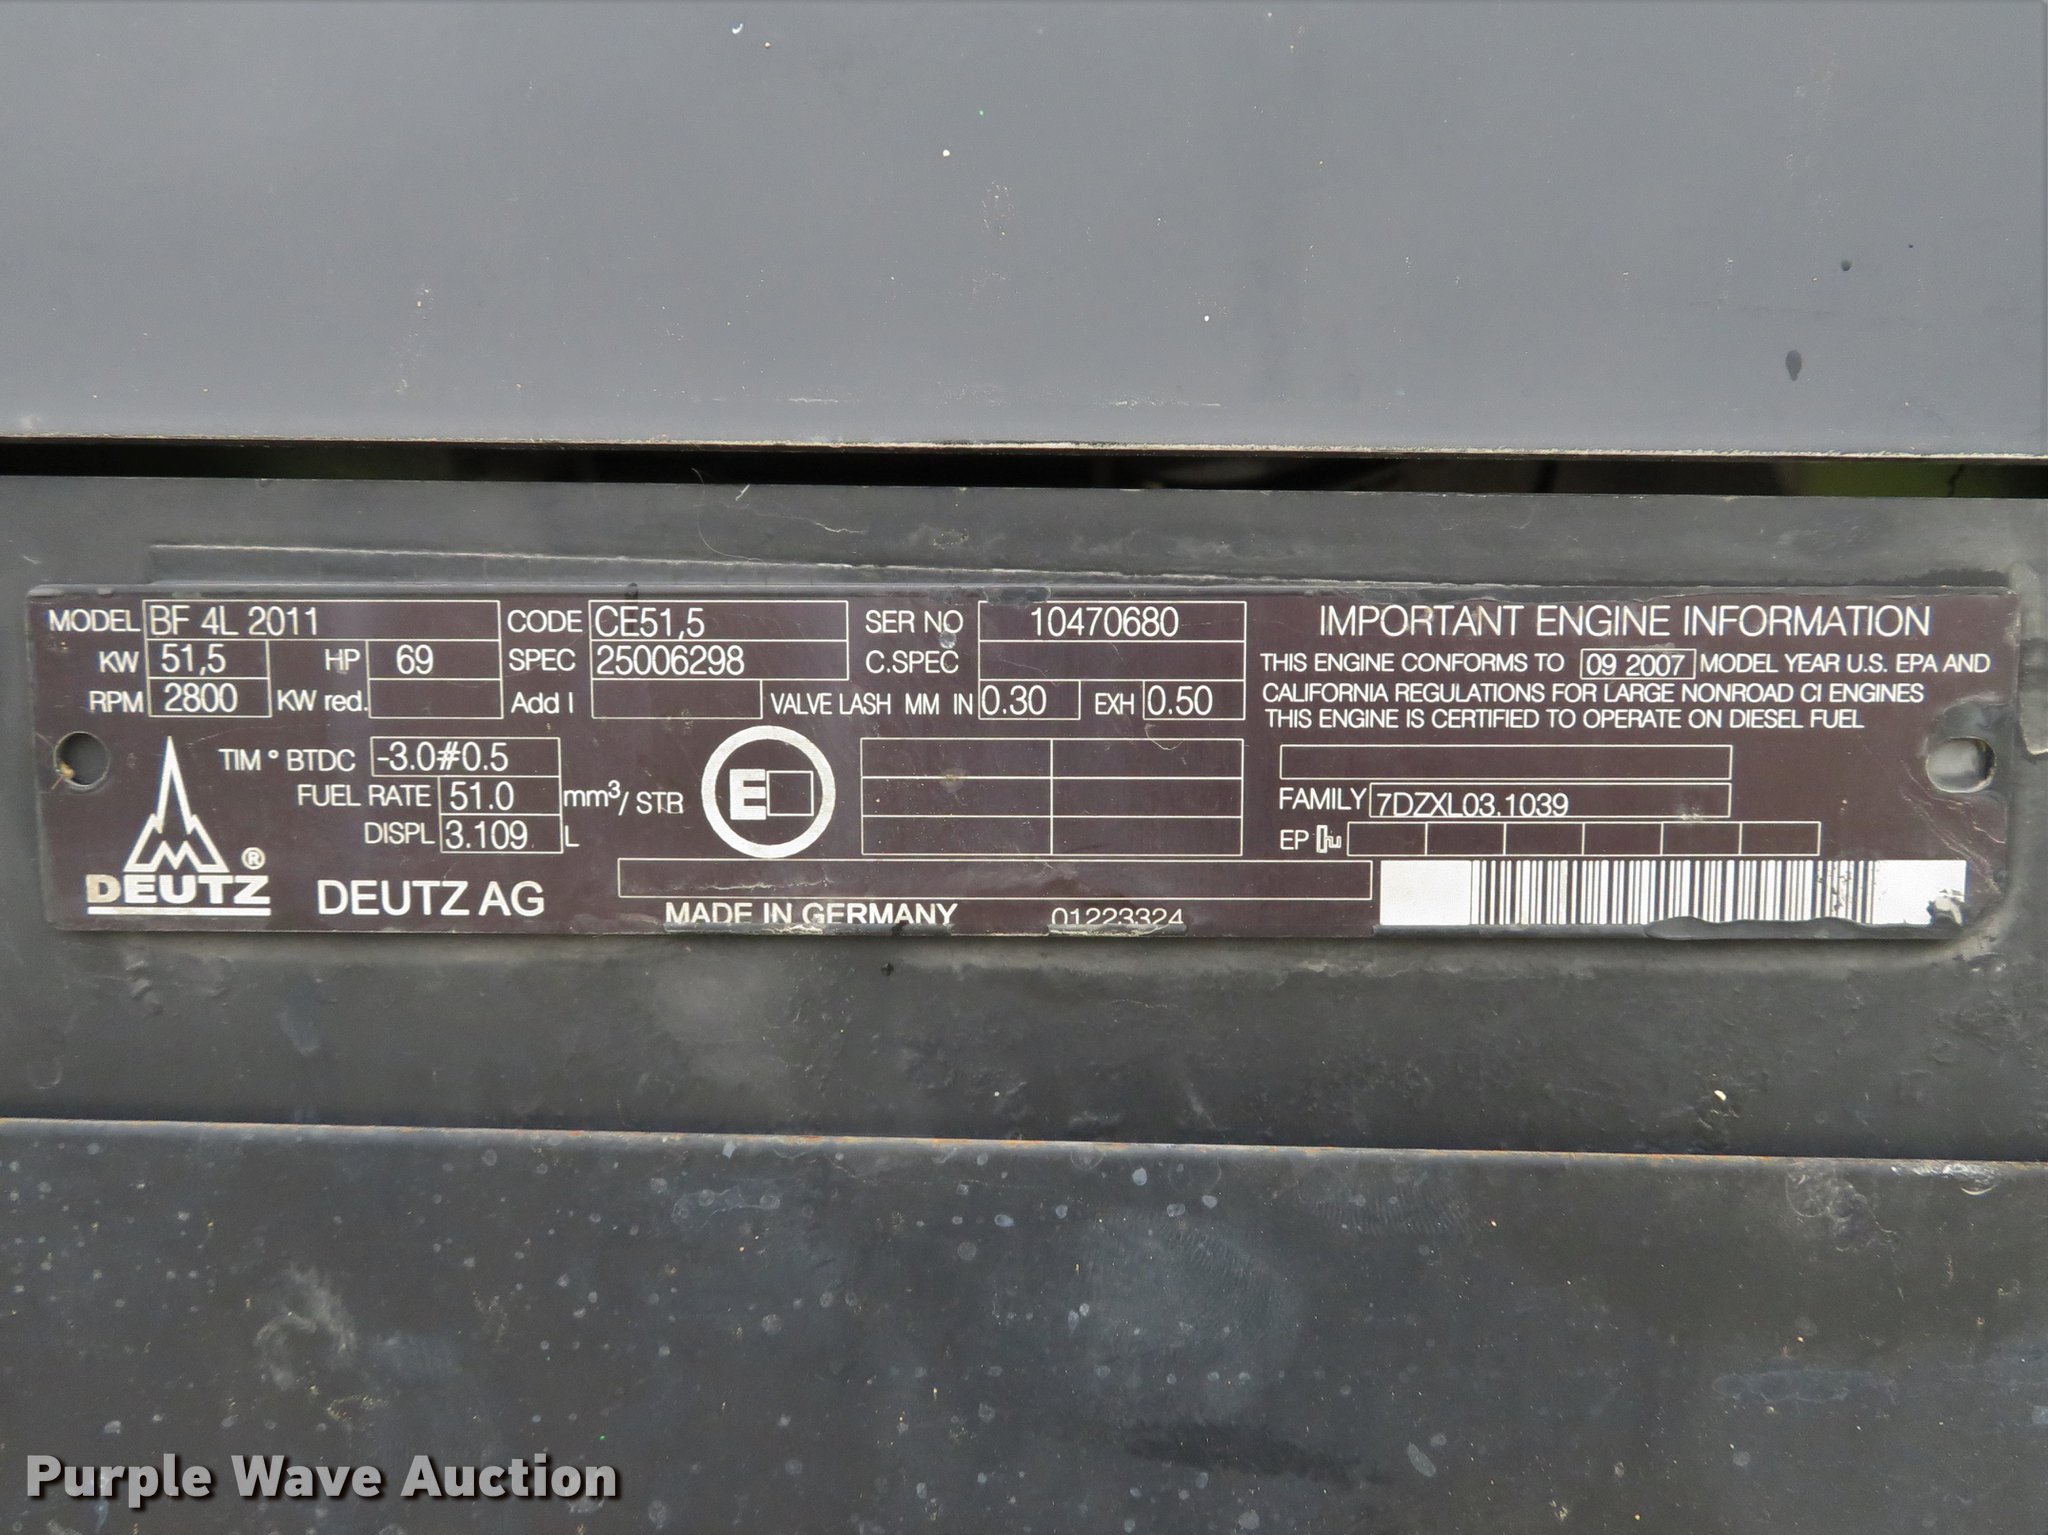 MODEL BF 4L 2011 CODE CE51,5 SER NO 10470680
KW 51,5 HP 69 SPEC 25006298 C.SPEC
RPM 2800 KW red. Add I VALVE LASH MM IN 0.30 EXH 0.50
TIM ° BTDC -3.0#0.5
FUEL RATE 51.0 mm³/ STR
DISPL 3.109 L
E
DEUTZ ®
DEUTZ AG
MADE IN GERMANY 01223324
IMPORTANT ENGINE INFORMATION
THIS ENGINE CONFORMS TO 09 2007 MODEL YEAR U.S. EPA AND
CALIFORNIA REGULATIONS FOR LARGE NONROAD CI ENGINES
THIS ENGINE IS CERTIFIED TO OPERATE ON DIESEL FUEL
FAMILY 7DZXL03.1039
EP
Purple Wave Auction